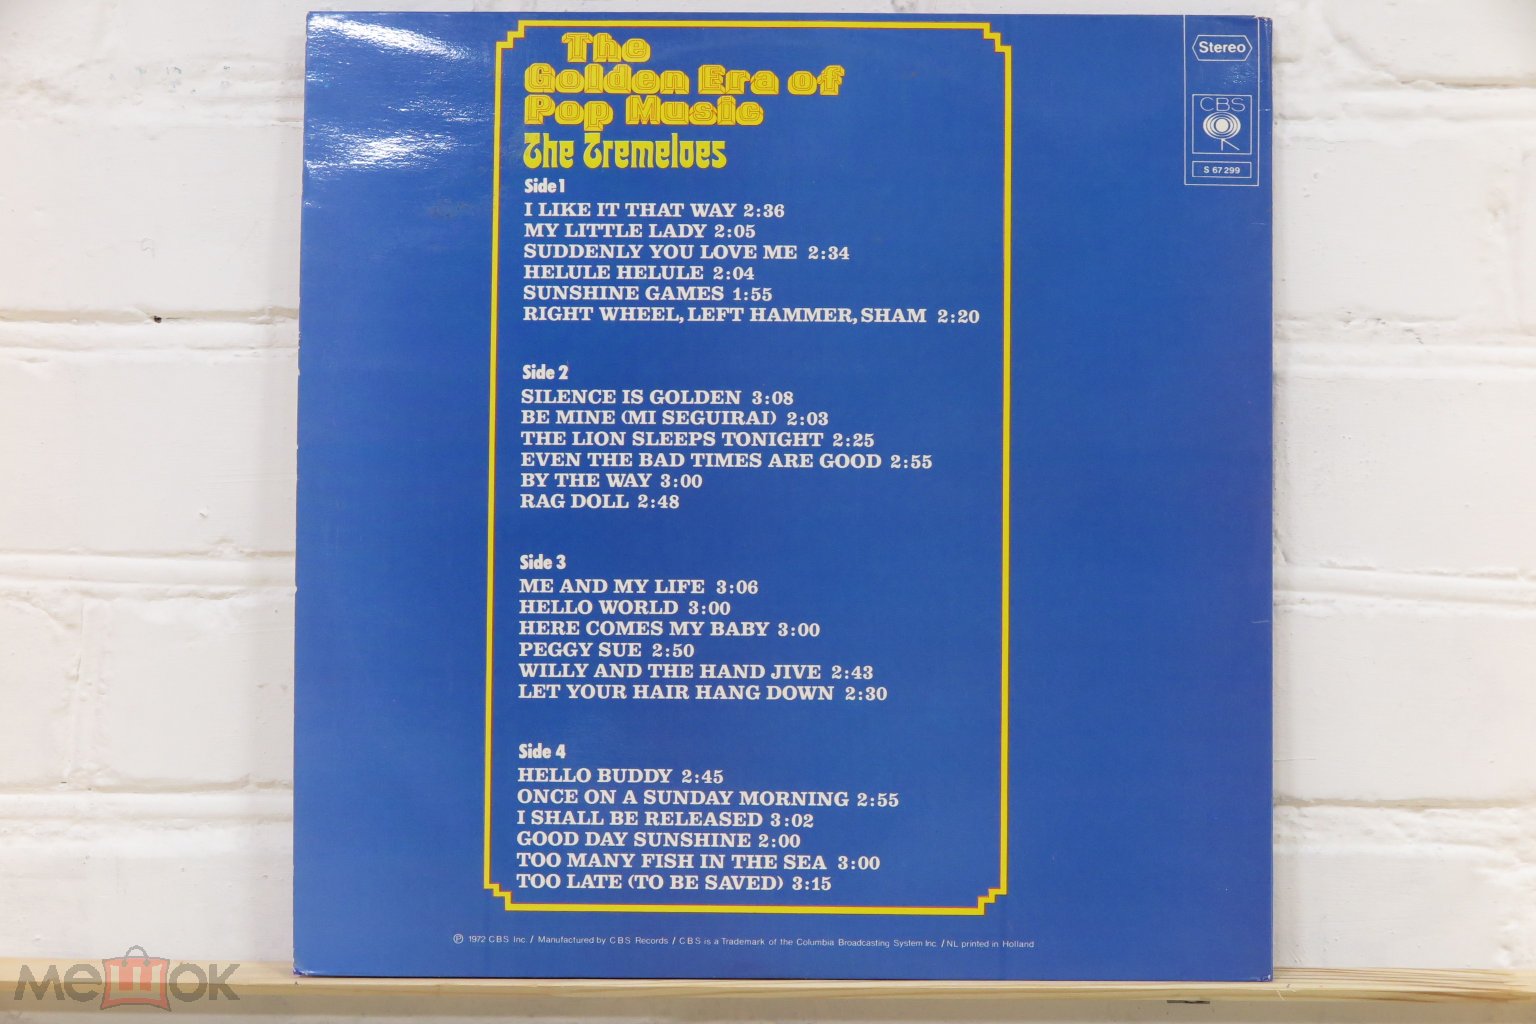 The
Golden Era of
Pop Music
The Tremeloes
Side 1
I LIKE IT THAT WAY 2:36
MY LITTLE LADY 2:05
SUDDENLY YOU LOVE ME 2:34
HELULE HELULE 2:04
SUNSHINE GAMES 1:55
RIGHT WHEEL, LEFT HAMMER, SHAM 2:20
Side 2
SILENCE IS GOLDEN 3:08
BE MINE (MI SEGUIRAI) 2:03
THE LION SLEEPS TONIGHT 2:25
EVEN THE BAD TIMES ARE GOOD 2:55
BY THE WAY 3:00
RAG DOLL 2:48
Side 3
ME AND MY LIFE 3:06
HELLO WORLD 3:00
HERE COMES MY BABY 3:00
PEGGY SUE 2:50
WILLY AND THE HAND JIVE 2:43
LET YOUR HAIR HANG DOWN 2:30
Side 4
HELLO BUDDY 2:45
ONCE ON A SUNDAY MORNING 2:55
I SHALL BE RELEASED 3:02
GOOD DAY SUNSHINE 2:00
TOO MANY FISH IN THE SEA 3:00
TOO LATE (TO BE SAVED) 3:15
℗ 1972 CBS Inc. / Manufactured by CBS Records / CBS is a Trademark of the Columbia Broadcasting System Inc. / NL printed in Holland
Stereo
CBS
S 67 299
мешок